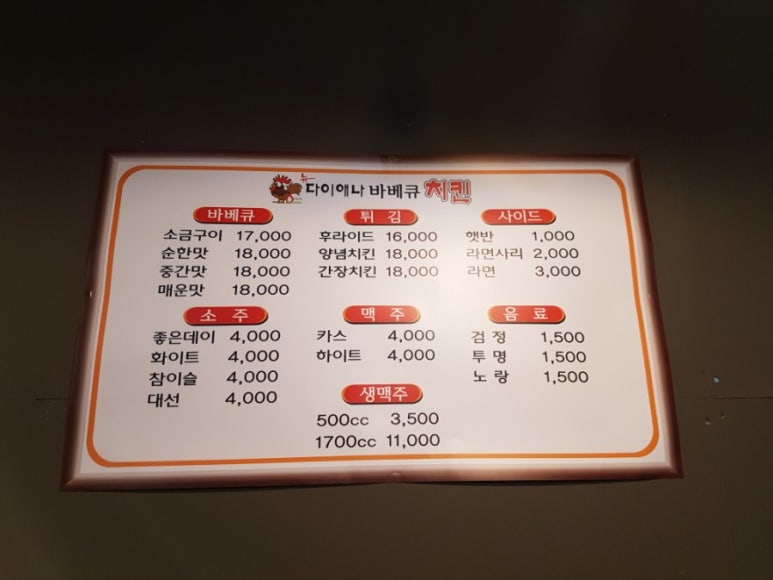 뉴 다이애나 바베큐 치킨
바베큐
소금구이 17,000
순한맛 18,000
중간맛 18,000
매운맛 18,000
튀 김
후라이드 16,000
양념치킨 18,000
간장치킨 18,000
사이드
햇반 1,000
라면사리 2,000
라면 3,000
소 주
좋은데이 4,000
화이트 4,000
참이슬 4,000
대선 4,000
맥 주
카스 4,000
하이트 4,000
생맥주
500cc 3,500
1700cc 11,000
음 료
검 정 1,500
투 명 1,500
노 랑 1,500